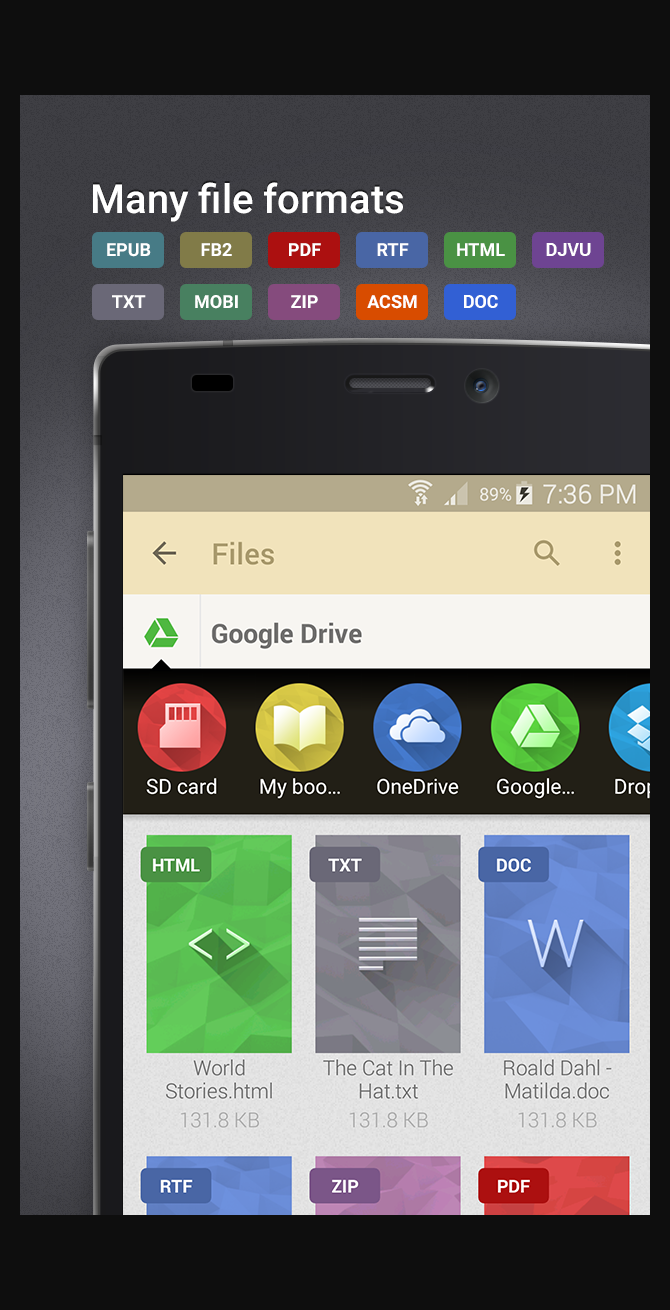 Many file formats
EPUB FB2 PDF RTF HTML DJVU
TXT MOBI ZIP ACSM DOC
89% 7:36 PM
Files
Google Drive
SD card My boo... OneDrive Google... Drop
HTML TXT DOC
W
World The Cat In The Roald Dahl -
Stories.html Hat.txt Matilda.doc
131.8 KB 131.8 KB 131.8 KB
RTF ZIP PDF